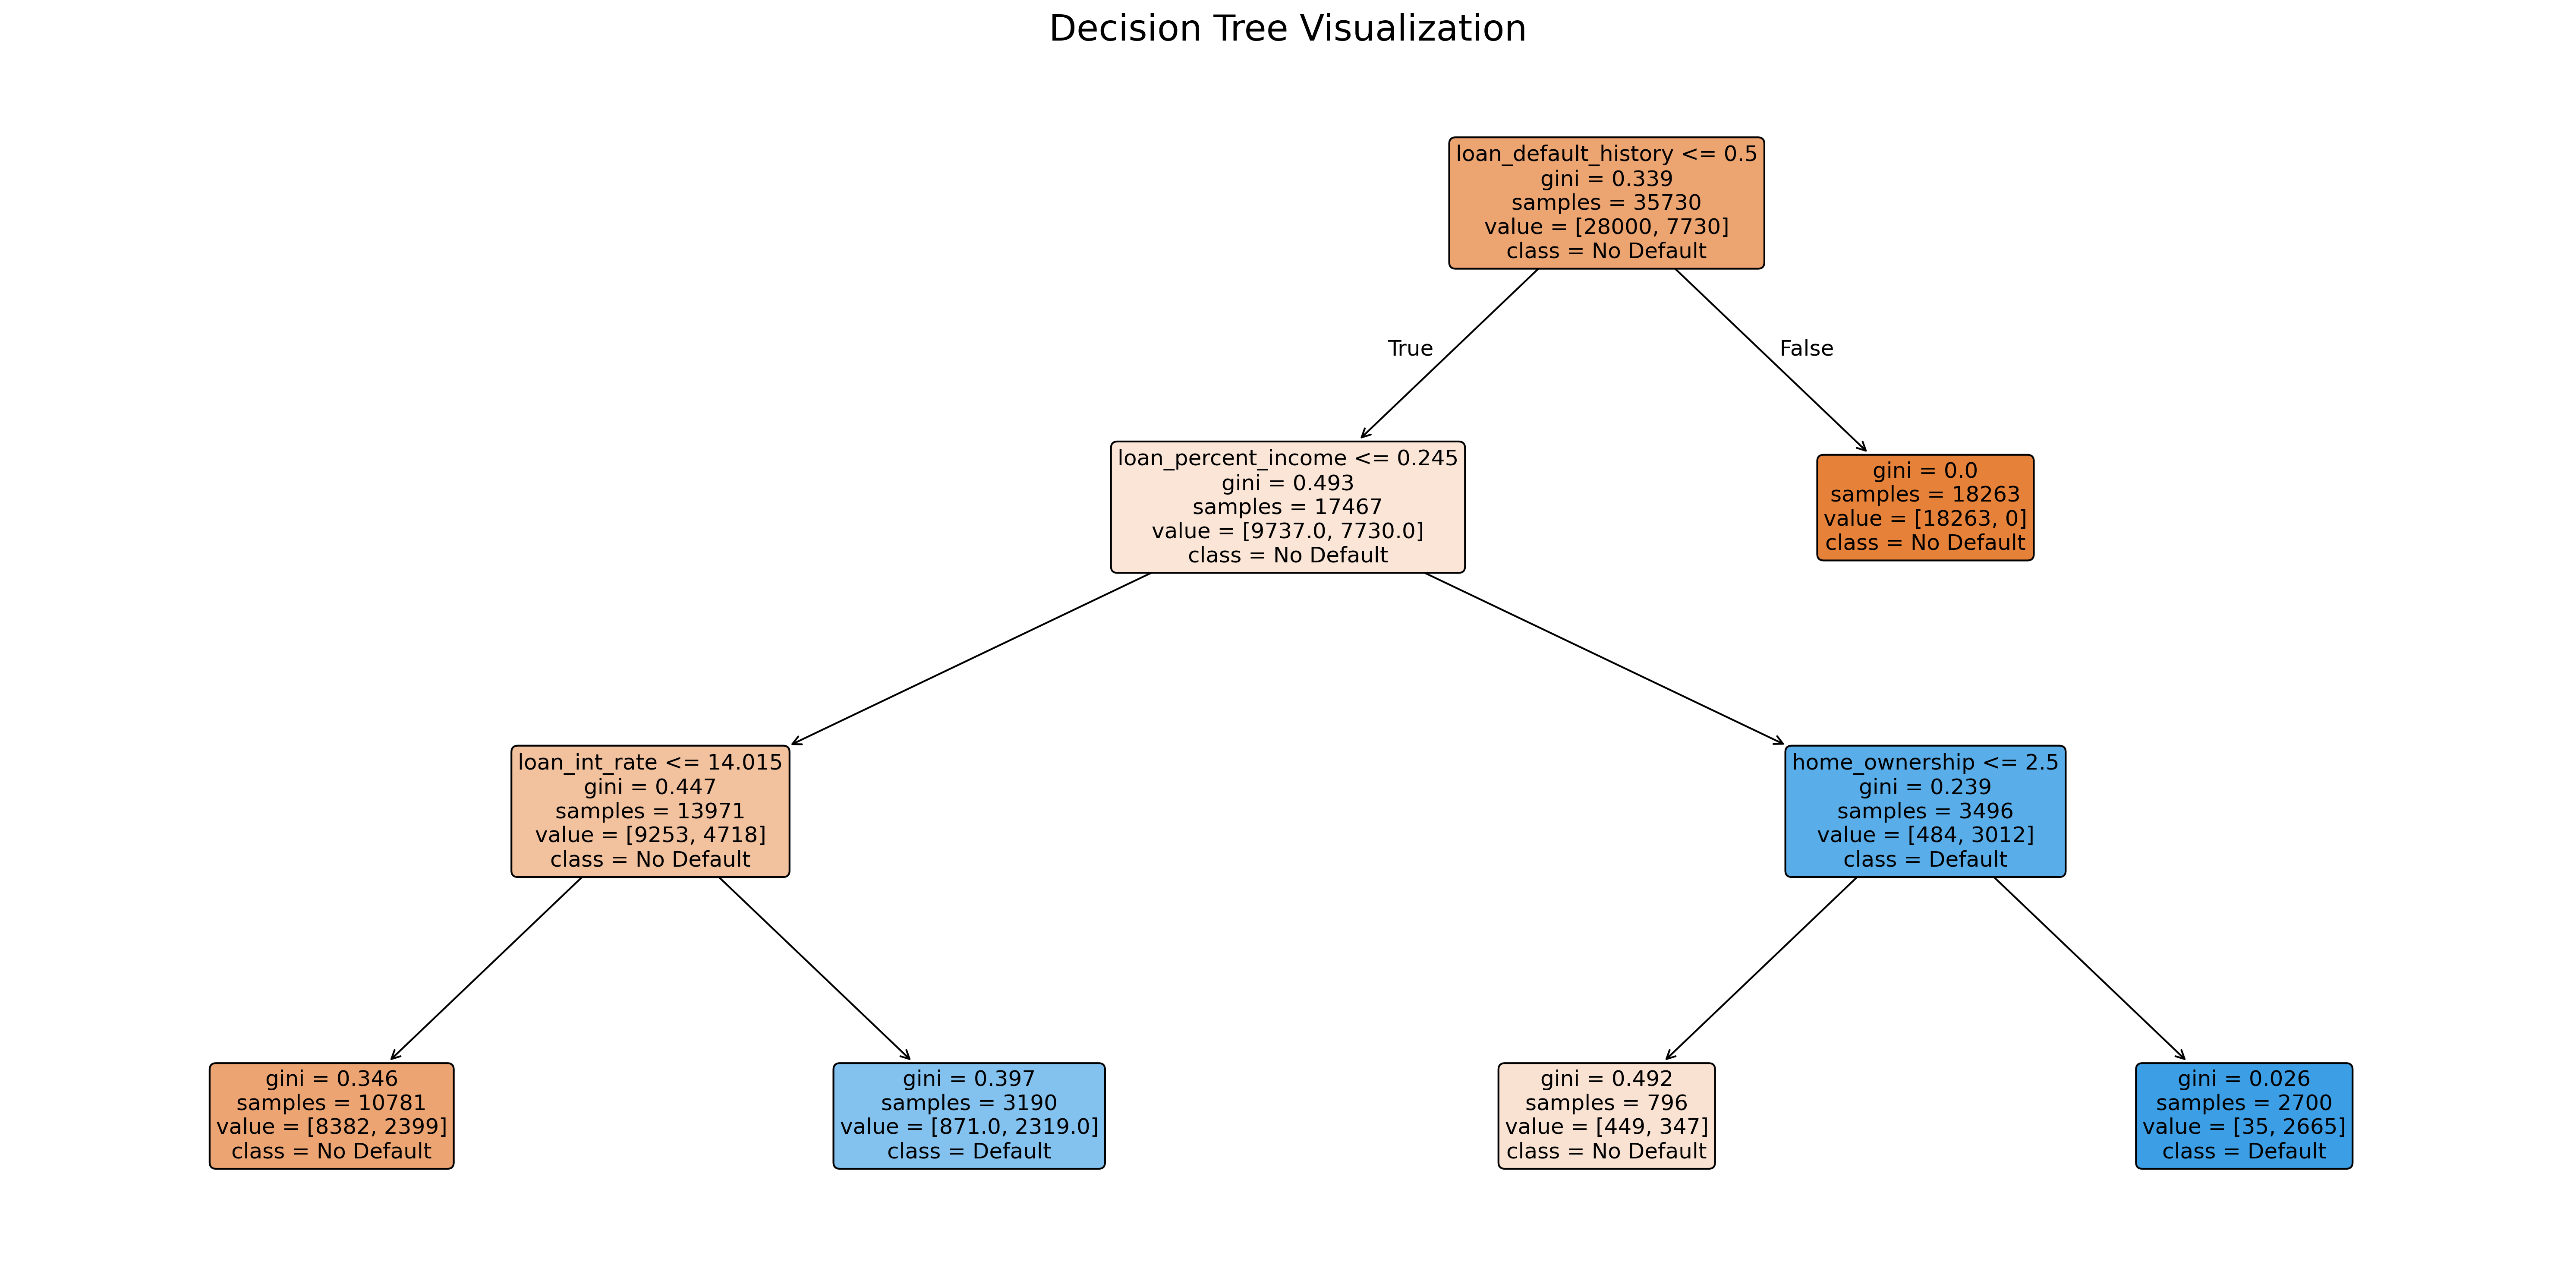 Decision Tree Visualization
loan_default_history <= 0.5
gini = 0.339
samples = 35730
value = [28000, 7730]
class = No Default
True
False
loan_percent_income <= 0.245
gini = 0.493
samples = 17467
value = [9737.0, 7730.0]
class = No Default
gini = 0.0
samples = 18263
value = [18263, 0]
class = No Default
loan_int_rate <= 14.015
gini = 0.447
samples = 13971
value = [9253, 4718]
class = No Default
home_ownership <= 2.5
gini = 0.239
samples = 3496
value = [484, 3012]
class = Default
gini = 0.346
samples = 10781
value = [8382, 2399]
class = No Default
gini = 0.397
samples = 3190
value = [871.0, 2319.0]
class = Default
gini = 0.492
samples = 796
value = [449, 347]
class = No Default
gini = 0.026
samples = 2700
value = [35, 2665]
class = Default